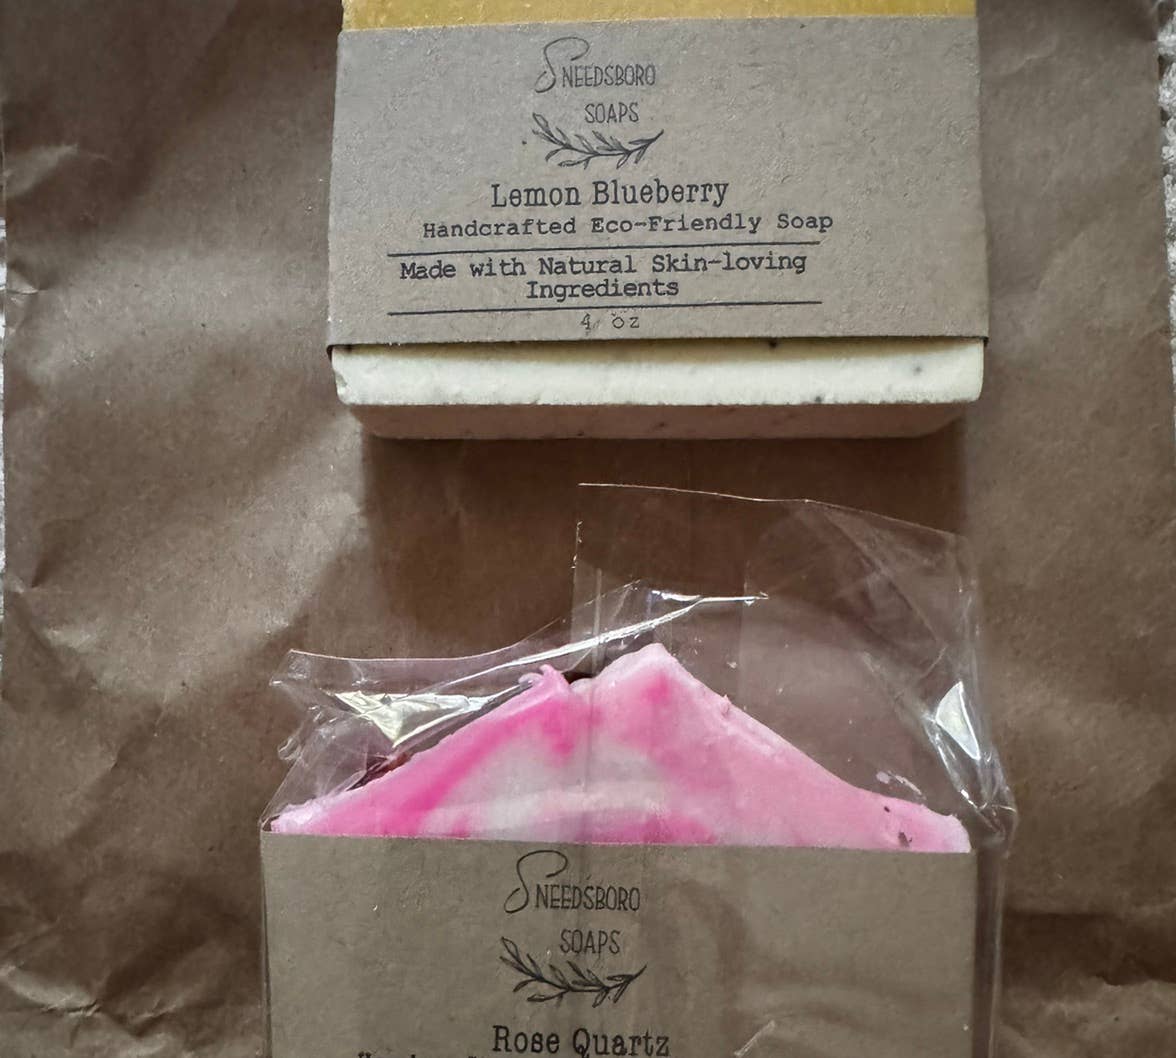 SNEEDSBORO
SOAPS
Lemon Blueberry
Handcrafted Eco-Friendly Soap
Made with Natural Skin-loving
Ingredients
4 oz
SNEEDSBORO
SOAPS
Rose Quartz